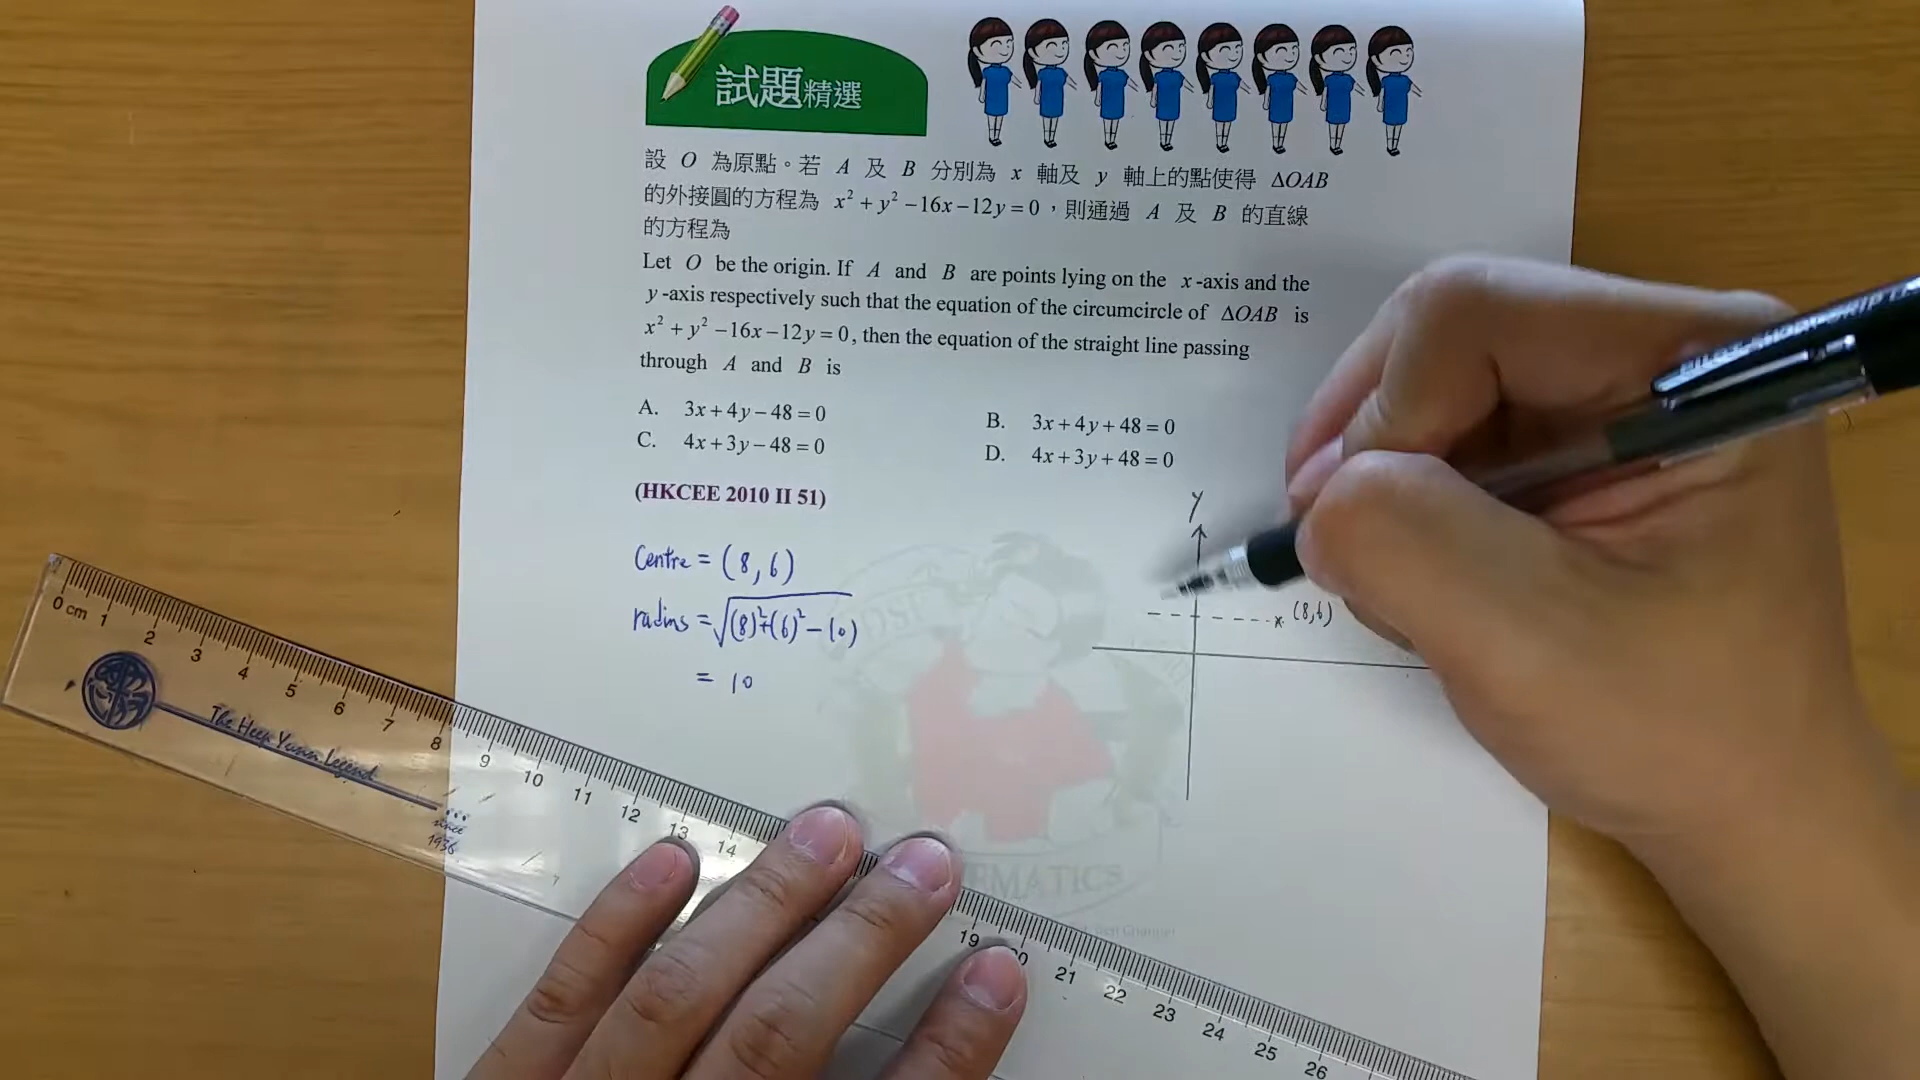 試題精選
設 O 為原點。若 A 及 B 分別為 x 軸及 y 軸上的點使得 ΔOAB
的外接圓的方程為 x² + y² − 16x − 12y = 0，則通過 A 及 B 的直線
的方程為
Let O be the origin. If A and B are points lying on the x-axis and the
y-axis respectively such that the equation of the circumcircle of ΔOAB is
x² + y² − 16x − 12y = 0, then the equation of the straight line passing
through A and B is
A. 3x + 4y − 48 = 0 B. 3x + 4y + 48 = 0
C. 4x + 3y − 48 = 0 D. 4x + 3y + 48 = 0
(HKCEE 2010 II 51)
y
Centre = (8, 6)
radius = √(8)²+(6)² − (0)
= 10
(8,6)
0 cm 1 2 3 4 5 6 7 8 9 10 11 12 13 14 19 20 21 22 23 24 25 26
The Heep Yunn Legend
since
1936